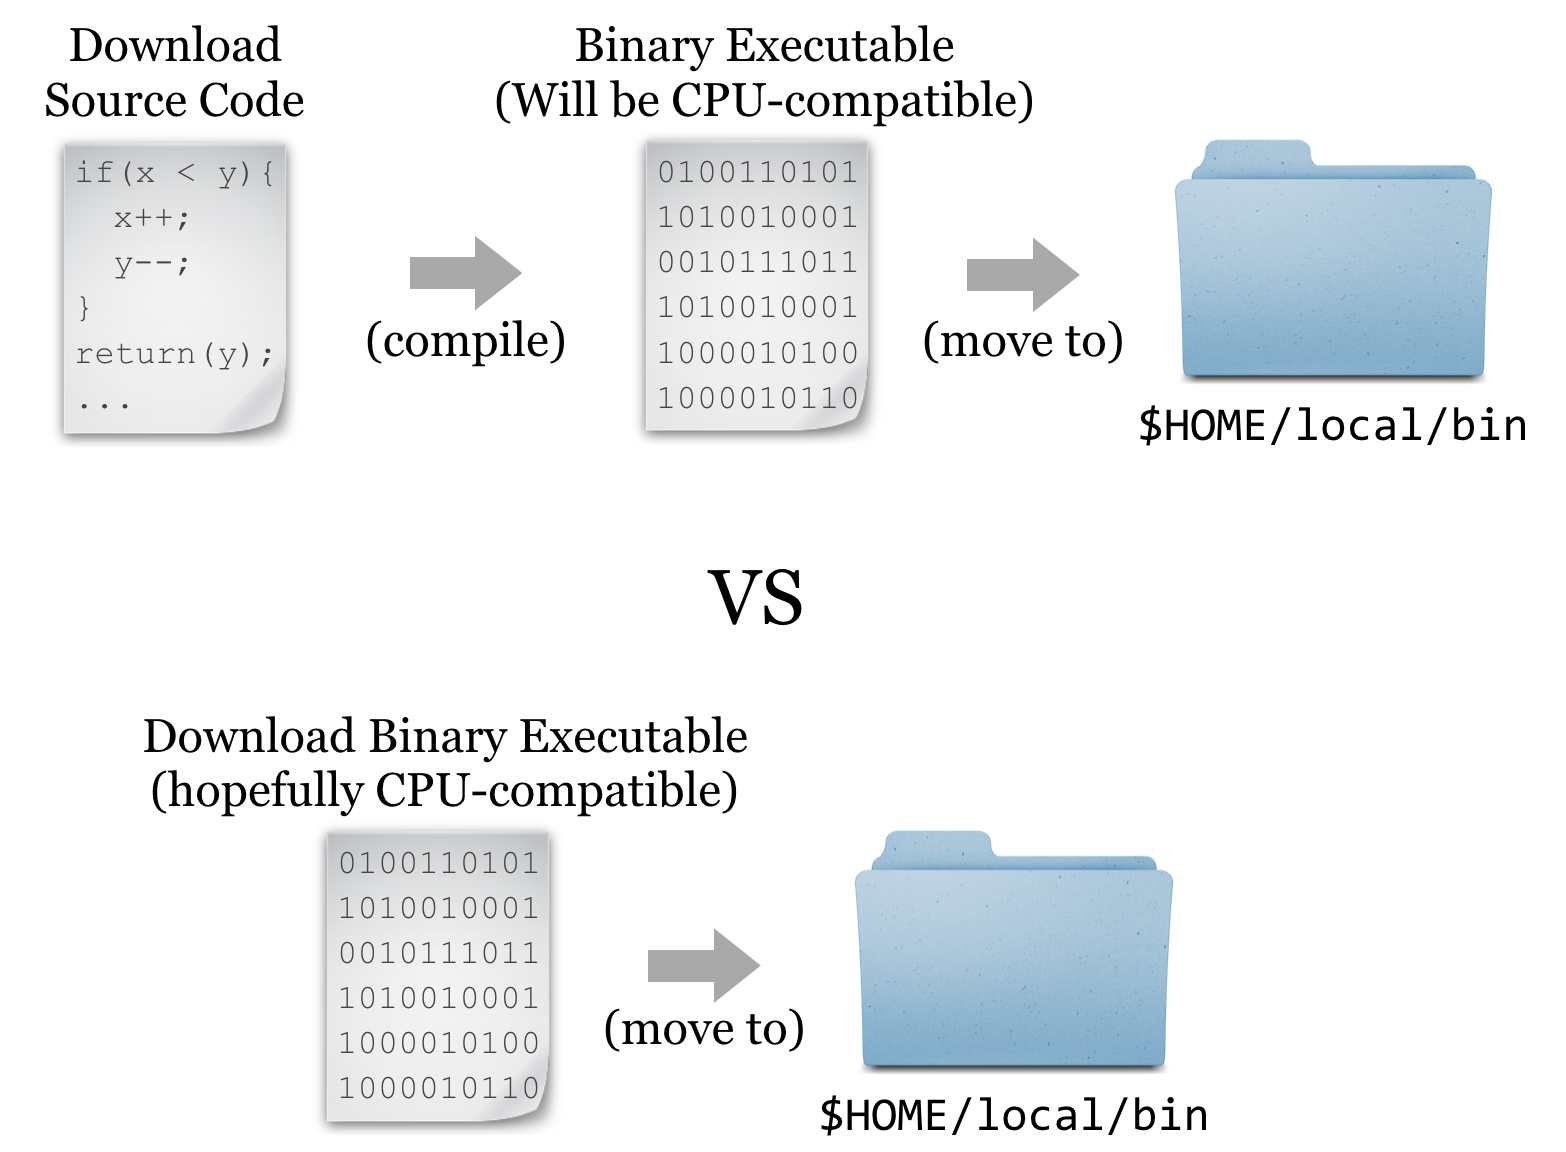 Download
Source Code
if(x < y){
  x++;
  y--;
}
return(y);
...
(compile)
Binary Executable
(Will be CPU-compatible)
0100110101
1010010001
0010111011
1010010001
1000010100
1000010110
(move to)
$HOME/local/bin
VS
Download Binary Executable
(hopefully CPU-compatible)
0100110101
1010010001
0010111011
1010010001
1000010100
1000010110
(move to)
$HOME/local/bin